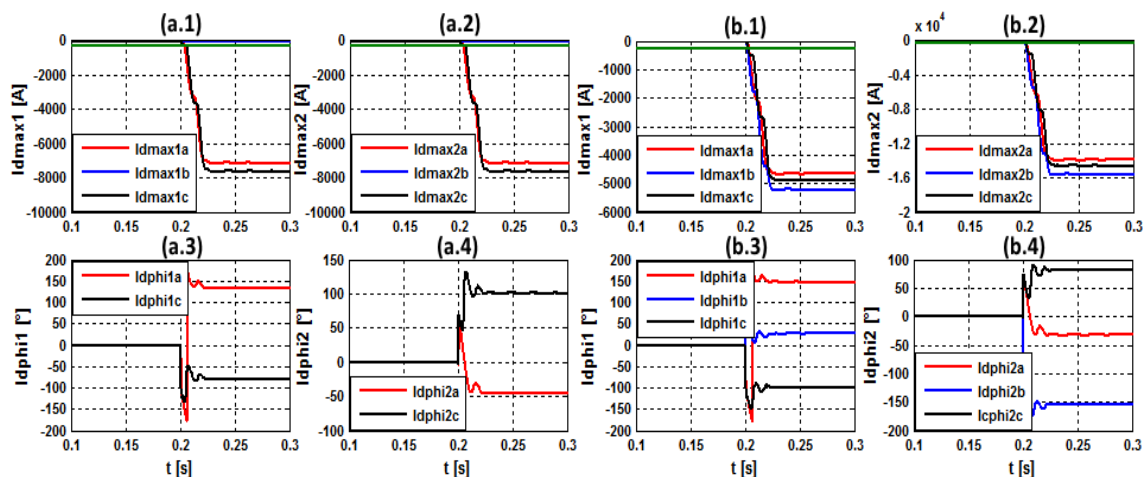 (a.1)
Idmax1 [A]
0
-2000
-4000
-6000
-8000
-10000
Idmax1a
Idmax1b
Idmax1c
0.1 0.15 0.2 0.25 0.3
(a.2)
Idmax2 [A]
0
-2000
-4000
-6000
-8000
-10000
Idmax2a
Idmax2b
Idmax2c
0.1 0.15 0.2 0.25 0.3
(b.1)
Idmax1 [A]
0
-1000
-2000
-3000
-4000
-5000
-6000
Idmax1a
Idmax1b
Idmax1c
0.1 0.15 0.2 0.25 0.3
(b.2)
x 10^4
Idmax2 [A]
0
-0.4
-0.8
-1.2
-1.6
-2
Idmax2a
Idmax2b
Idmax2c
0.1 0.15 0.2 0.25 0.3
(a.3)
Idphi1 [°]
200
150
100
50
0
-50
-100
-150
-200
Idphi1a
Idphi1c
0.1 0.15 0.2 0.25 0.3
t [s]
(a.4)
Idphi2 [°]
150
100
50
0
-50
-100
Idphi2a
Idphi2c
0.1 0.15 0.2 0.25 0.3
t [s]
(b.3)
Idphi1 [°]
200
150
100
50
0
-50
-100
-150
-200
Idphi1a
Idphi1b
Idphi1c
0.1 0.15 0.2 0.25 0.3
t [s]
(b.4)
Idphi2 [°]
100
50
0
-50
-100
-150
-200
Idphi2a
Idphi2b
Icphi2c
0.1 0.15 0.2 0.25 0.3
t [s]